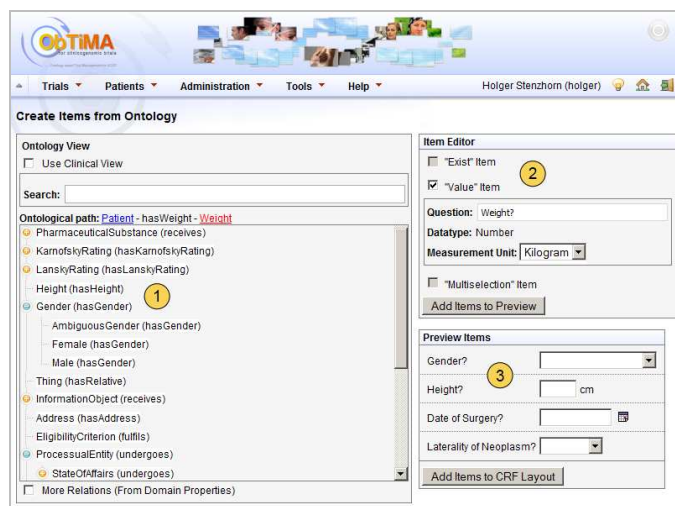 ObTiMA
for ontologygenomic trials
Trials Patients Administration Tools Help Holger Stenzhorn (holger)
Create Items from Ontology
Ontology View
Use Clinical View
Search:
Ontological path: Patient - hasWeight - Weight
PharmaceuticalSubstance (receives)
KarnofskyRating (hasKarnofskyRating)
LanskyRating (hasLanskyRating)
Height (hasHeight)
1
Gender (hasGender)
AmbiguousGender (hasGender)
Female (hasGender)
Male (hasGender)
Thing (hasRelative)
InformationObject (receives)
Address (hasAddress)
EligibilityCriterion (fulfils)
ProcessualEntity (undergoes)
StateOfAffairs (undergoes)
More Relations (From Domain Properties)
Item Editor
"Exist" Item
2
"Value" Item
Question: Weight?
Datatype: Number
Measurement Unit: Kilogram
"Multiselection" Item
Add Items to Preview
Preview Items
Gender?
3
Height? cm
Date of Surgery?
Laterality of Neoplasm?
Add Items to CRF Layout